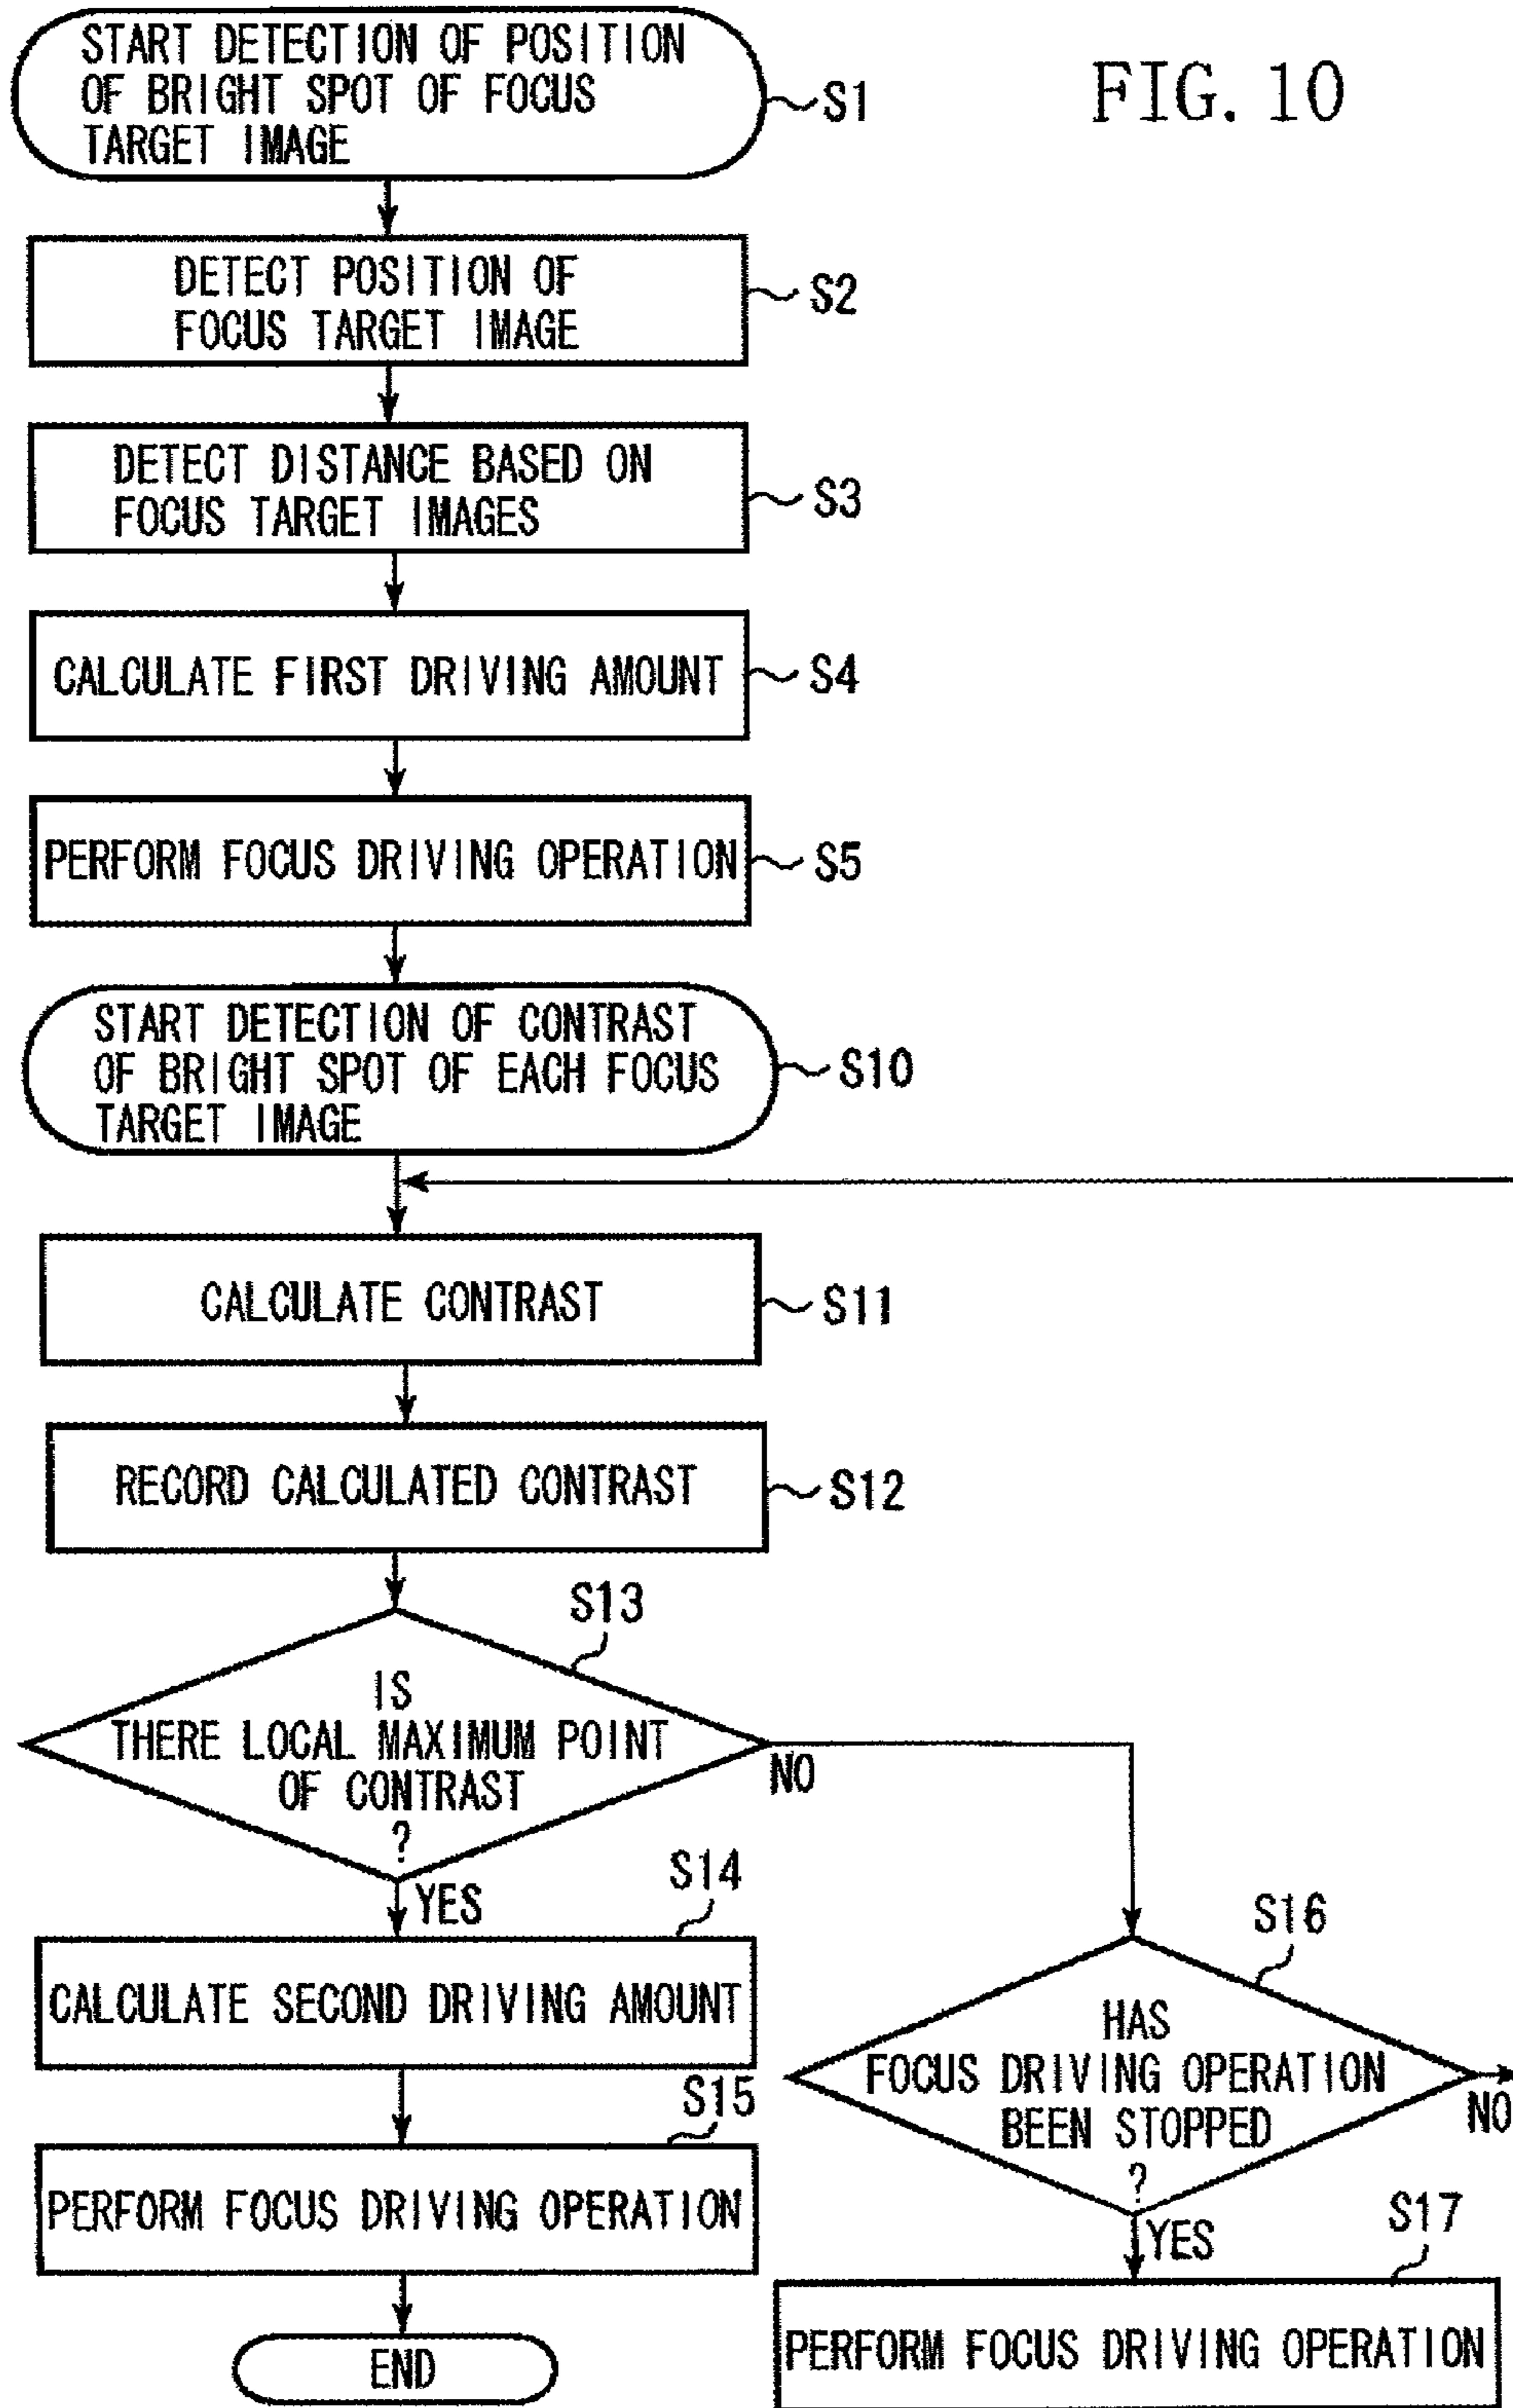 START DETECTION OF POSITION
OF BRIGHT SPOT OF FOCUS
TARGET IMAGE
S1
FIG. 10
DETECT POSITION OF
FOCUS TARGET IMAGE
S2
DETECT DISTANCE BASED ON
FOCUS TARGET IMAGES
S3
CALCULATE FIRST DRIVING AMOUNT
S4
PERFORM FOCUS DRIVING OPERATION
S5
START DETECTION OF CONTRAST
OF BRIGHT SPOT OF EACH FOCUS
TARGET IMAGE
S10
CALCULATE CONTRAST
S11
RECORD CALCULATED CONTRAST
S12
S13
IS
THERE LOCAL MAXIMUM POINT
OF CONTRAST
?
NO
YES
S14
CALCULATE SECOND DRIVING AMOUNT
S15
PERFORM FOCUS DRIVING OPERATION
END
S16
HAS
FOCUS DRIVING OPERATION
BEEN STOPPED
?
NO
YES
S17
PERFORM FOCUS DRIVING OPERATION